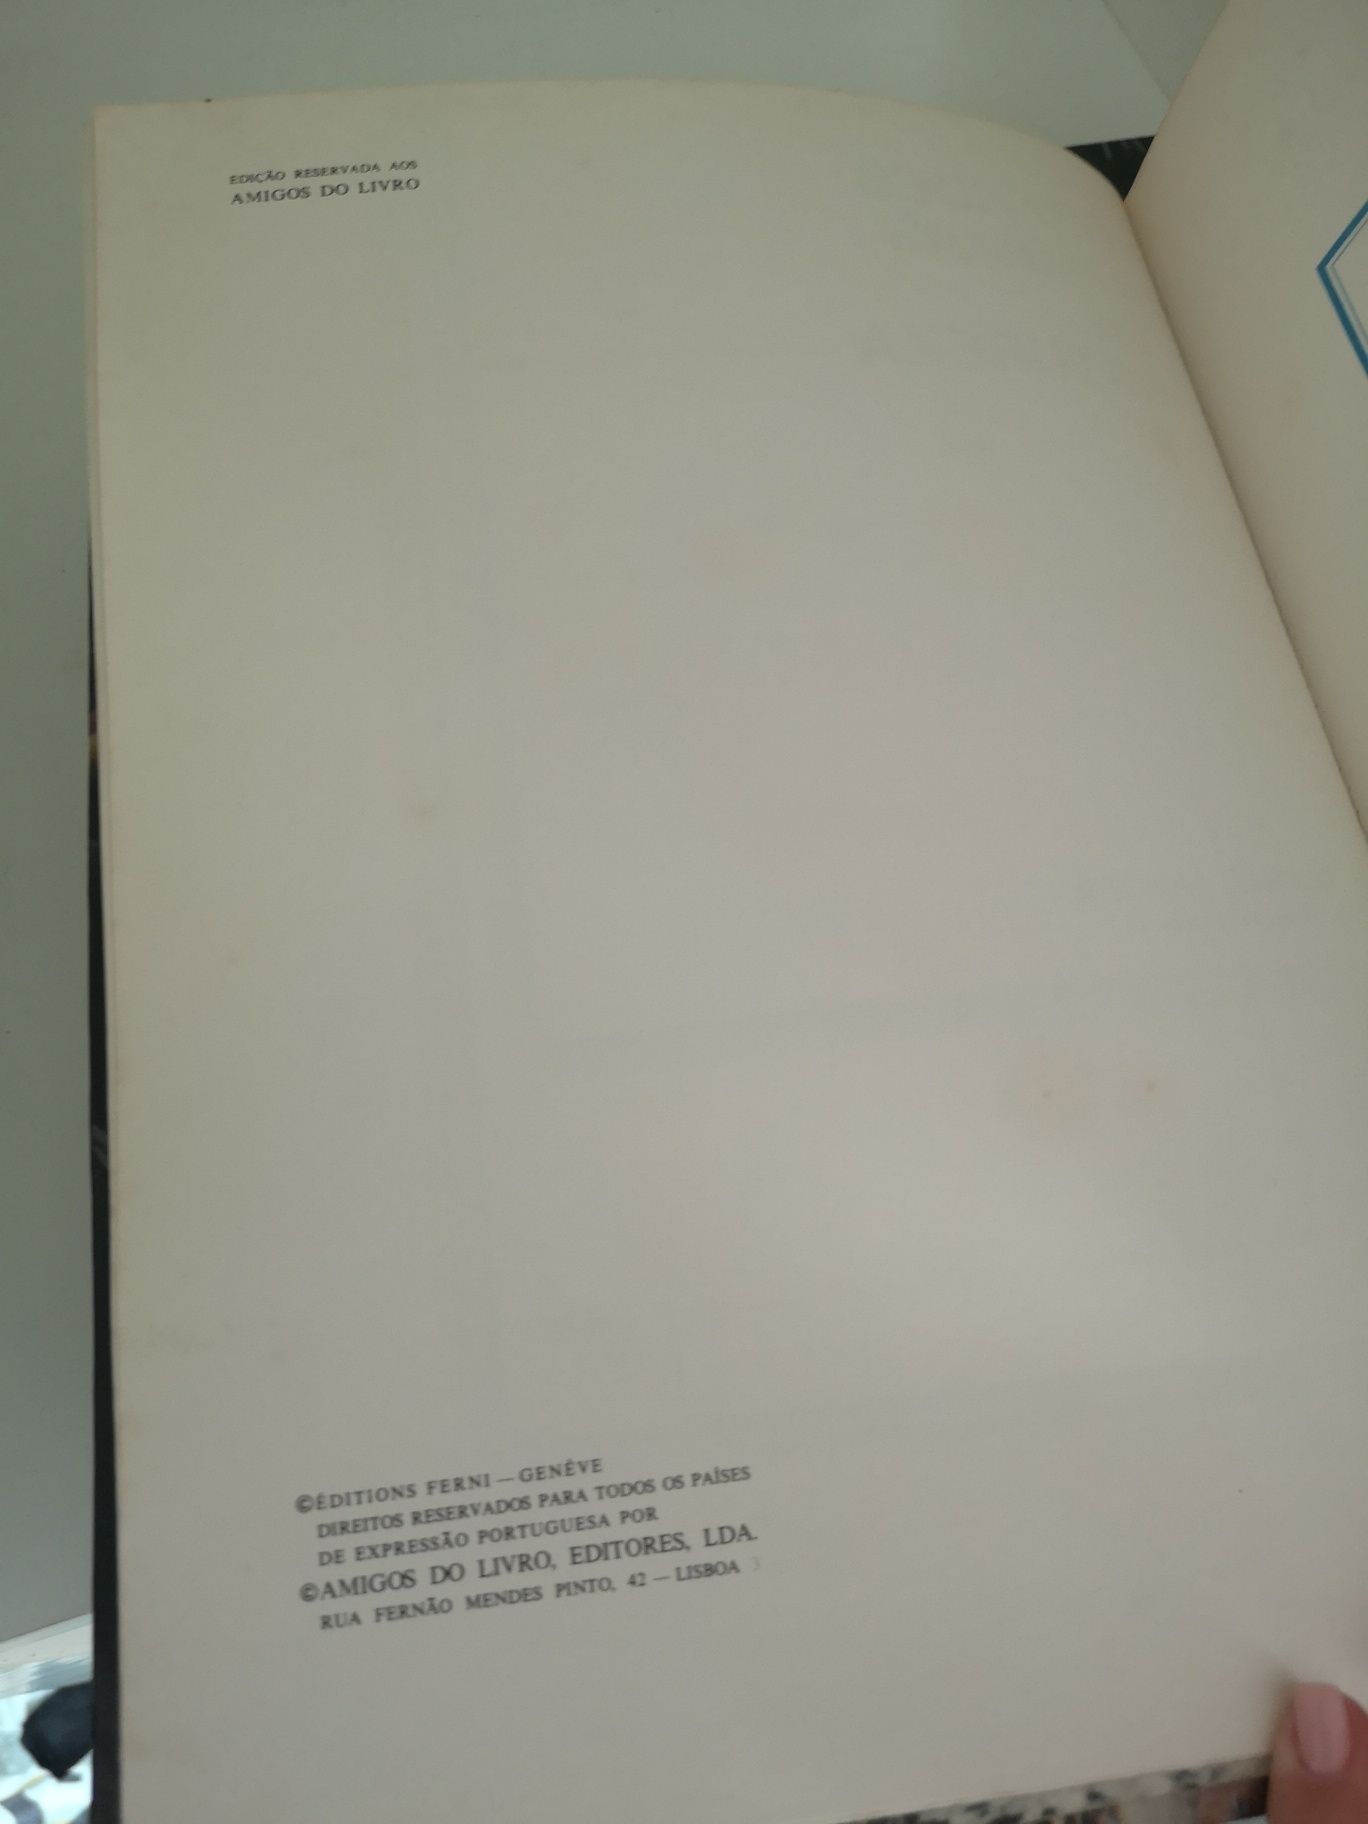 EDIÇÃO RESERVADA AOS
AMIGOS DO LIVRO
©ÉDITIONS FERNI — GENÈVE
DIREITOS RESERVADOS PARA TODOS OS PAÍSES
DE EXPRESSÃO PORTUGUESA POR
©AMIGOS DO LIVRO, EDITORES, LDA.
RUA FERNÃO MENDES PINTO, 42 — LISBOA 3